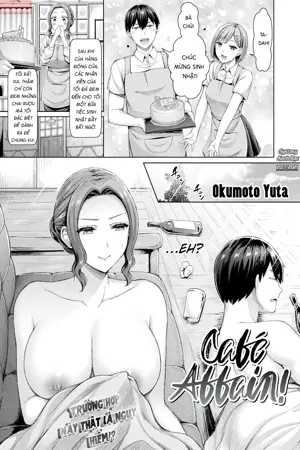 TA-
DAH!
BÀ
CHỦ!
CHÚC
MỪNG SINH
NHẬT!
SAU KHI
CỬA HÀNG
ĐÓNG CỬA
CÁC NHÂN
VIÊN CỦA
TÔI ĐÃ ĐEM
ĐẾN CHO TÔI
MỘT BỮA
TIỆC SINH
NHẬT ĐẦY
BẤT NGỜ!
TÔI RẤT
VUI, THẬM
CHÍ CÒN
ĐEM NHỮNG
CHAI RƯỢU
MÀ TÔI
ĐẶC BIỆT
ĐỂ DÀNH
RA ĐỂ
CHUNG VUI.
Okumoto Yuta
...EH?
Café
Affair!
TRƯỜNG HỢP
NÀY THẬT LÀ NGUY
HIỂM!?